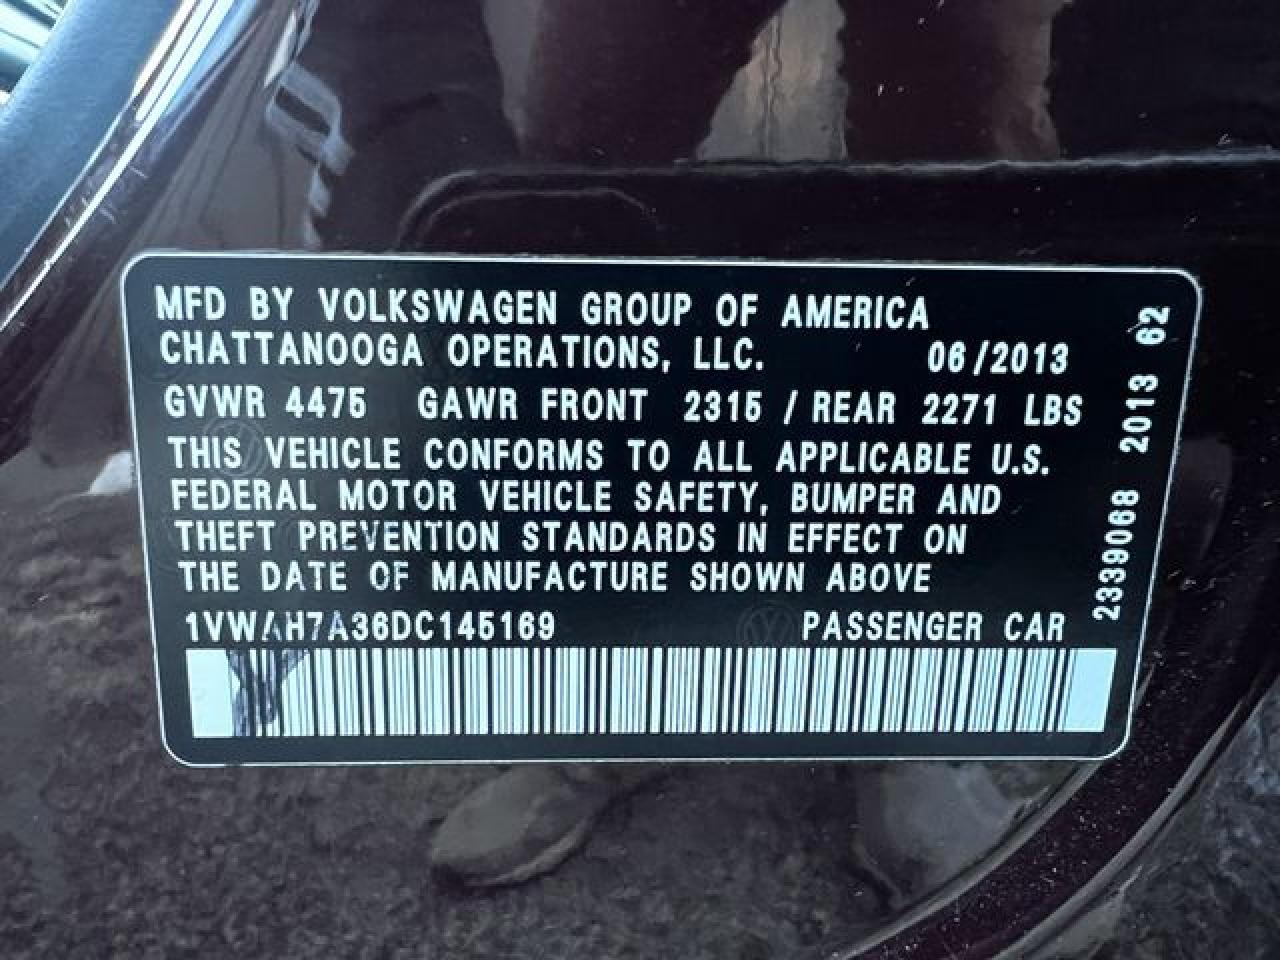 MFD BY VOLKSWAGEN GROUP OF AMERICA
CHATTANOOGA OPERATIONS, LLC. 06/2013
GVWR 4475 GAWR FRONT 2315 / REAR 2271 LBS
THIS VEHICLE CONFORMS TO ALL APPLICABLE U.S.
FEDERAL MOTOR VEHICLE SAFETY, BUMPER AND
THEFT PREVENTION STANDARDS IN EFFECT ON
THE DATE OF MANUFACTURE SHOWN ABOVE
1VWAH7A36DC145169 PASSENGER CAR
2339068 2013 62